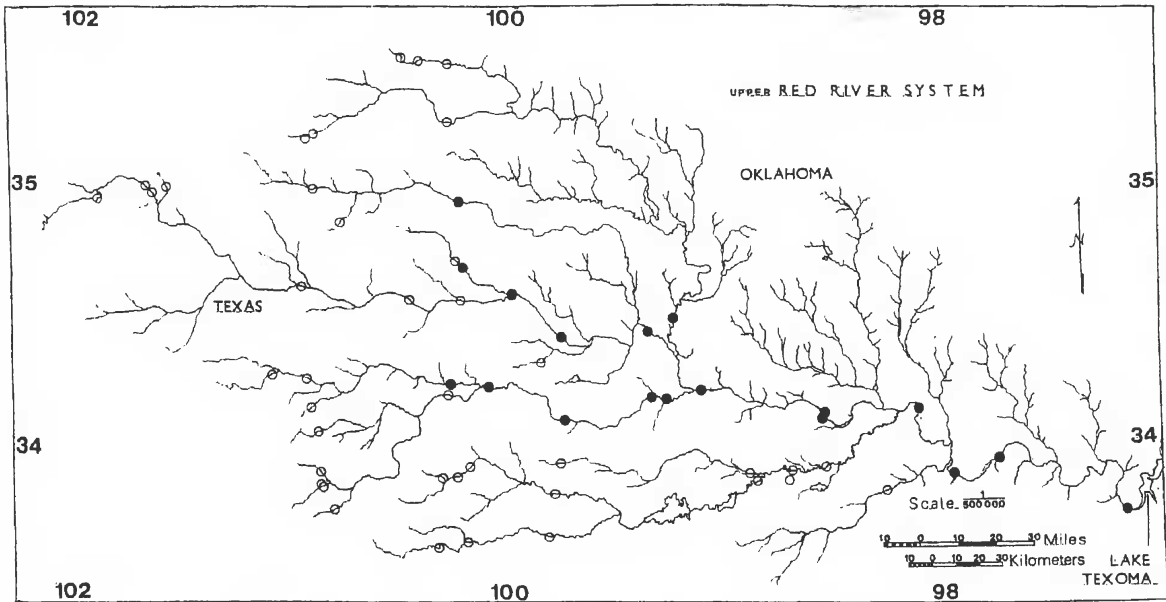 102 100 98
UPPER RED RIVER SYSTEM
OKLAHOMA
35 35
TEXAS
34 34
Scale 1/500000
10 0 10 20 30 Miles
10 0 10 20 30 Kilometers
LAKE
TEXOMA
102 100 98